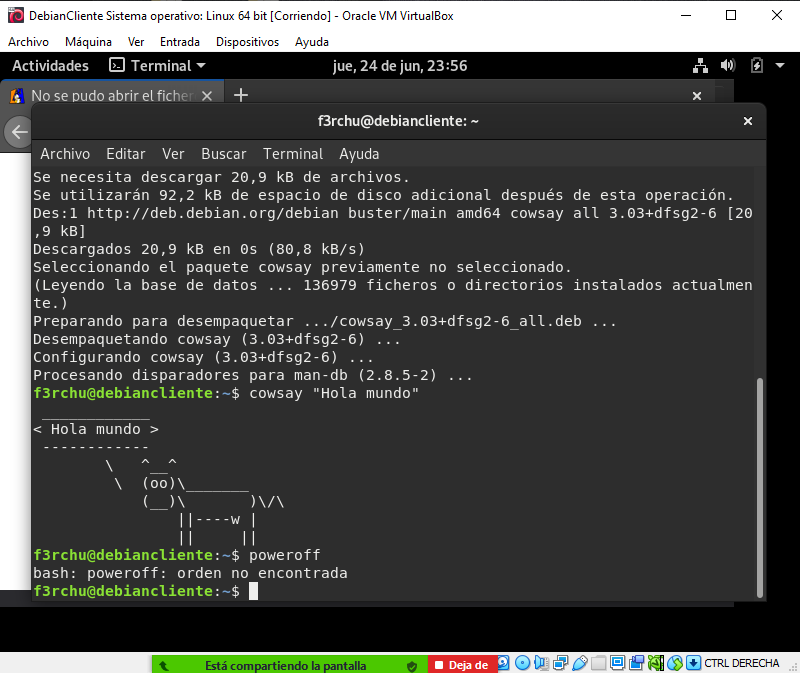 DebianCliente Sistema operativo: Linux 64 bit [Corriendo] - Oracle VM VirtualBox
Archivo Máquina Ver Entrada Dispositivos Ayuda
Actividades Terminal jue, 24 de jun, 23:56
No se pudo abrir el ficher
f3rchu@debiancliente: ~
Archivo Editar Ver Buscar Terminal Ayuda
Se necesita descargar 20,9 kB de archivos.
Se utilizarán 92,2 kB de espacio de disco adicional después de esta operación.
Des:1 http://deb.debian.org/debian buster/main amd64 cowsay all 3.03+dfsg2-6 [20
,9 kB]
Descargados 20,9 kB en 0s (80,8 kB/s)
Seleccionando el paquete cowsay previamente no seleccionado.
(Leyendo la base de datos ... 136979 ficheros o directorios instalados actualmen
te.)
Preparando para desempaquetar .../cowsay_3.03+dfsg2-6_all.deb ...
Desempaquetando cowsay (3.03+dfsg2-6) ...
Configurando cowsay (3.03+dfsg2-6) ...
Procesando disparadores para man-db (2.8.5-2) ...
f3rchu@debiancliente:~$ cowsay "Hola mundo"
 ____________
< Hola mundo >
 ------------
        \   ^__^
         \  (oo)\_______
            (__)\       )\/\
                ||----w |
                ||     ||
f3rchu@debiancliente:~$ poweroff
bash: poweroff: orden no encontrada
f3rchu@debiancliente:~$
Está compartiendo la pantalla Deja de CTRL DERECHA